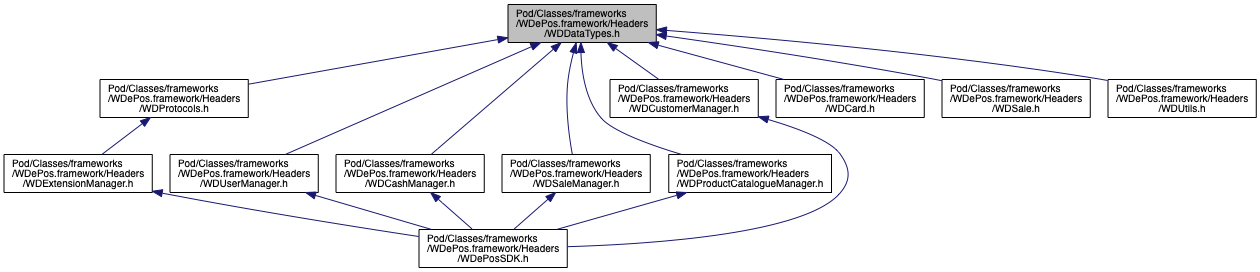 Pod/Classes/frameworks
/WDePos.framework/Headers
/WDDataTypes.h
Pod/Classes/frameworks
/WDePos.framework/Headers
/WDProtocols.h
Pod/Classes/frameworks
/WDePos.framework/Headers
/WDCustomerManager.h
Pod/Classes/frameworks
/WDePos.framework/Headers
/WDCard.h
Pod/Classes/frameworks
/WDePos.framework/Headers
/WDSale.h
Pod/Classes/frameworks
/WDePos.framework/Headers
/WDUtils.h
Pod/Classes/frameworks
/WDePos.framework/Headers
/WDExtensionManager.h
Pod/Classes/frameworks
/WDePos.framework/Headers
/WDUserManager.h
Pod/Classes/frameworks
/WDePos.framework/Headers
/WDCashManager.h
Pod/Classes/frameworks
/WDePos.framework/Headers
/WDSaleManager.h
Pod/Classes/frameworks
/WDePos.framework/Headers
/WDProductCatalogueManager.h
Pod/Classes/frameworks
/WDePos.framework/Headers
/WDePosSDK.h